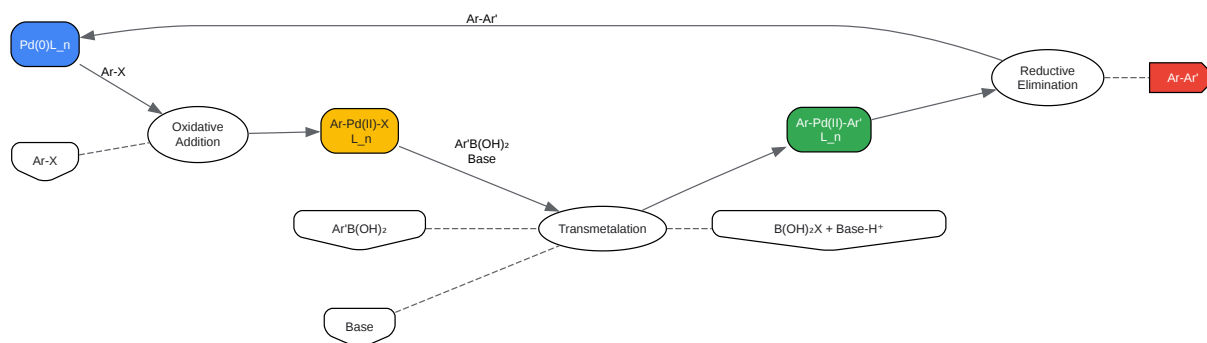 Ar-Ar'
Pd(0)L_n
Ar-X
Oxidative
Addition
Ar-X
Ar-Pd(II)-X
L_n
Ar'B(OH)₂
Base
Ar'B(OH)₂
Base
Transmetalation
B(OH)₂X + Base-H⁺
Ar-Pd(II)-Ar'
L_n
Reductive
Elimination
Ar-Ar'